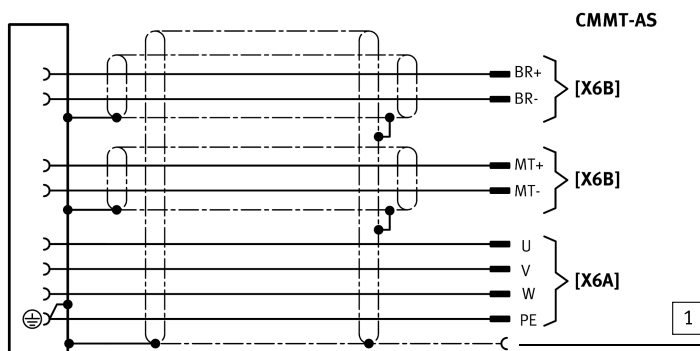 CMMT-AS
BR+
[X6B]
BR-
MT+
[X6B]
MT-
U
V
[X6A]
W
PE
1